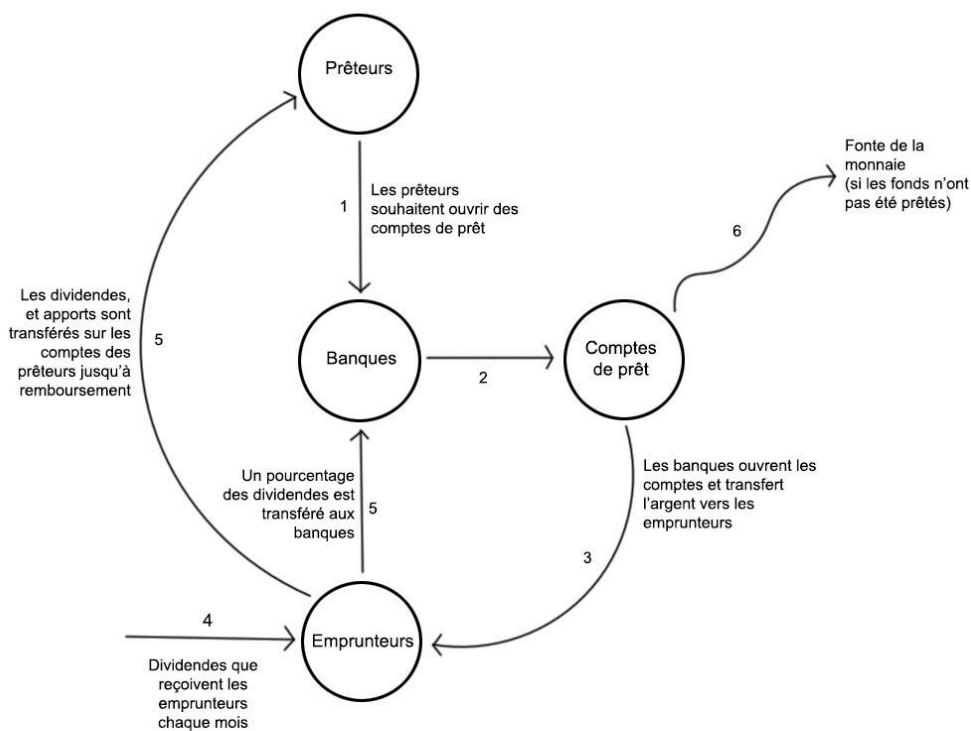 Prêteurs
1
Les prêteurs
souhaitent ouvrir des
comptes de prêt
Fonte de la
monnaie
(si les fonds n'ont
pas été prêtés)
6
Les dividendes,
et apports sont
transférés sur les
comptes des
prêteurs jusqu'à
remboursement
5
Banques
2
Comptes
de prêt
Un pourcentage
des dividendes est
transféré aux
banques
5
Les banques ouvrent les
comptes et transfert
l'argent vers les
emprunteurs
3
4
Emprunteurs
Dividendes que
reçoivent les
emprunteurs
chaque mois